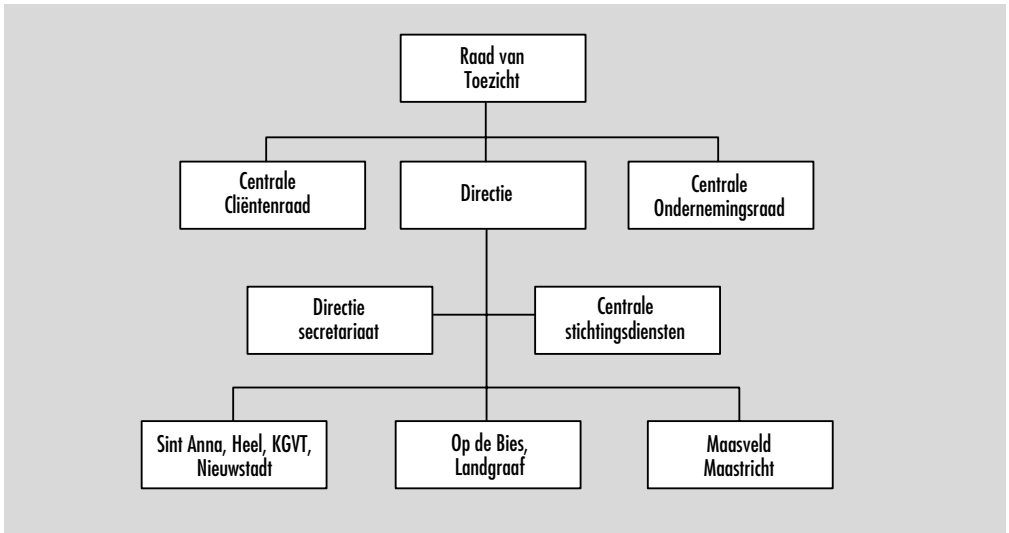 Raad van
Toezicht
Centrale
Cliëntenraad
Directie
Centrale
Ondernemingsraad
Directie
secretariaat
Centrale
stichtingsdiensten
Sint Anna, Heel, KGVT,
Nieuwstadt
Op de Bies,
Landgraaf
Maasveld
Maastricht